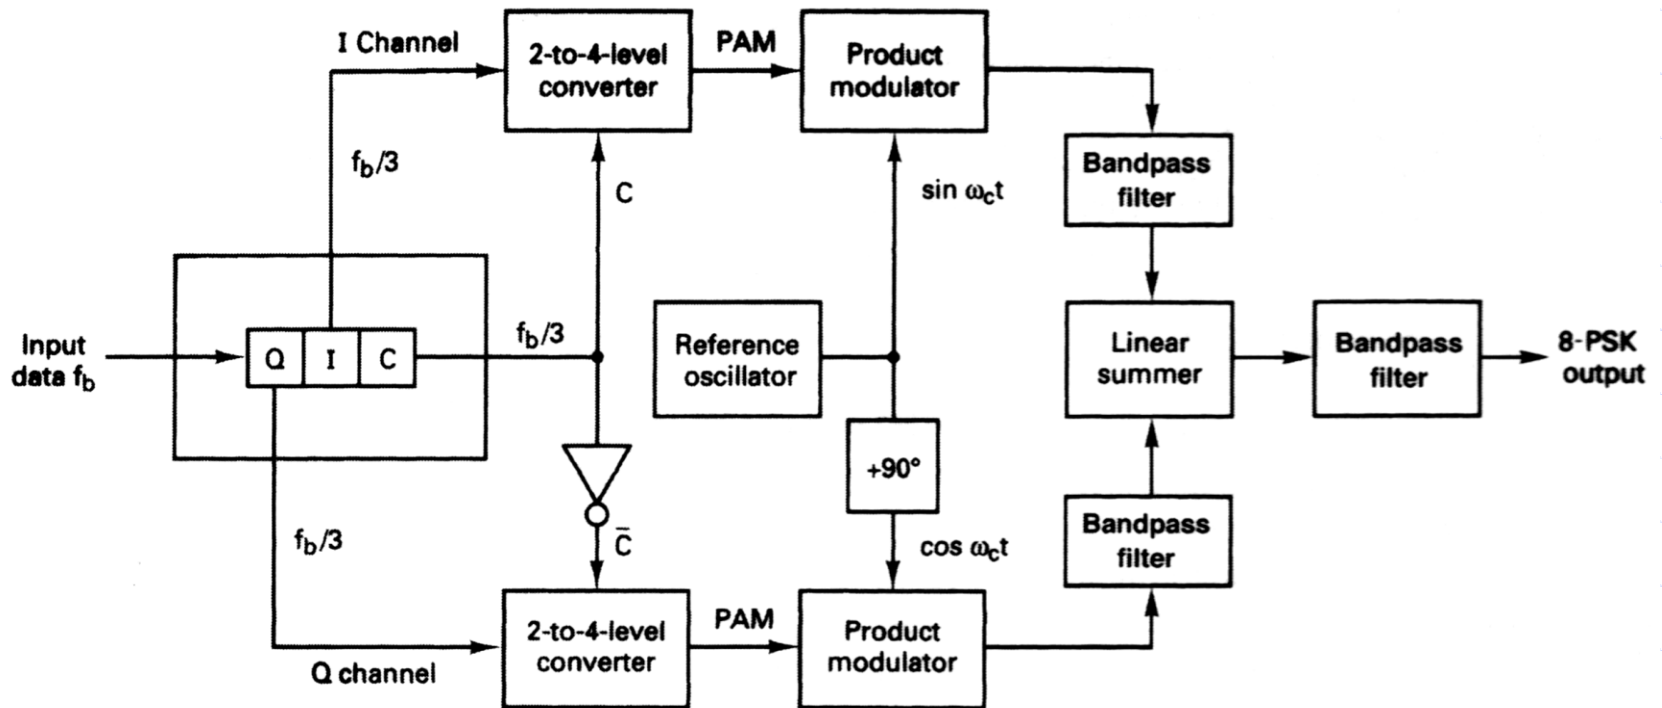 I Channel
2-to-4-level
converter
PAM
Product
modulator
f_b/3
C
sin ω_ct
Bandpass
filter
Input
data f_b
Q I C
f_b/3
Reference
oscillator
Linear
summer
Bandpass
filter
8-PSK
output
+90°
f_b/3
C̄
cos ω_ct
Bandpass
filter
Q channel
2-to-4-level
converter
PAM
Product
modulator